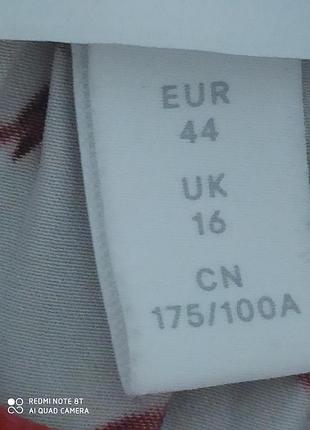 EUR
44
UK
16
CN
175/100A
REDMI NOTE 8T
AI QUAD CAMERA